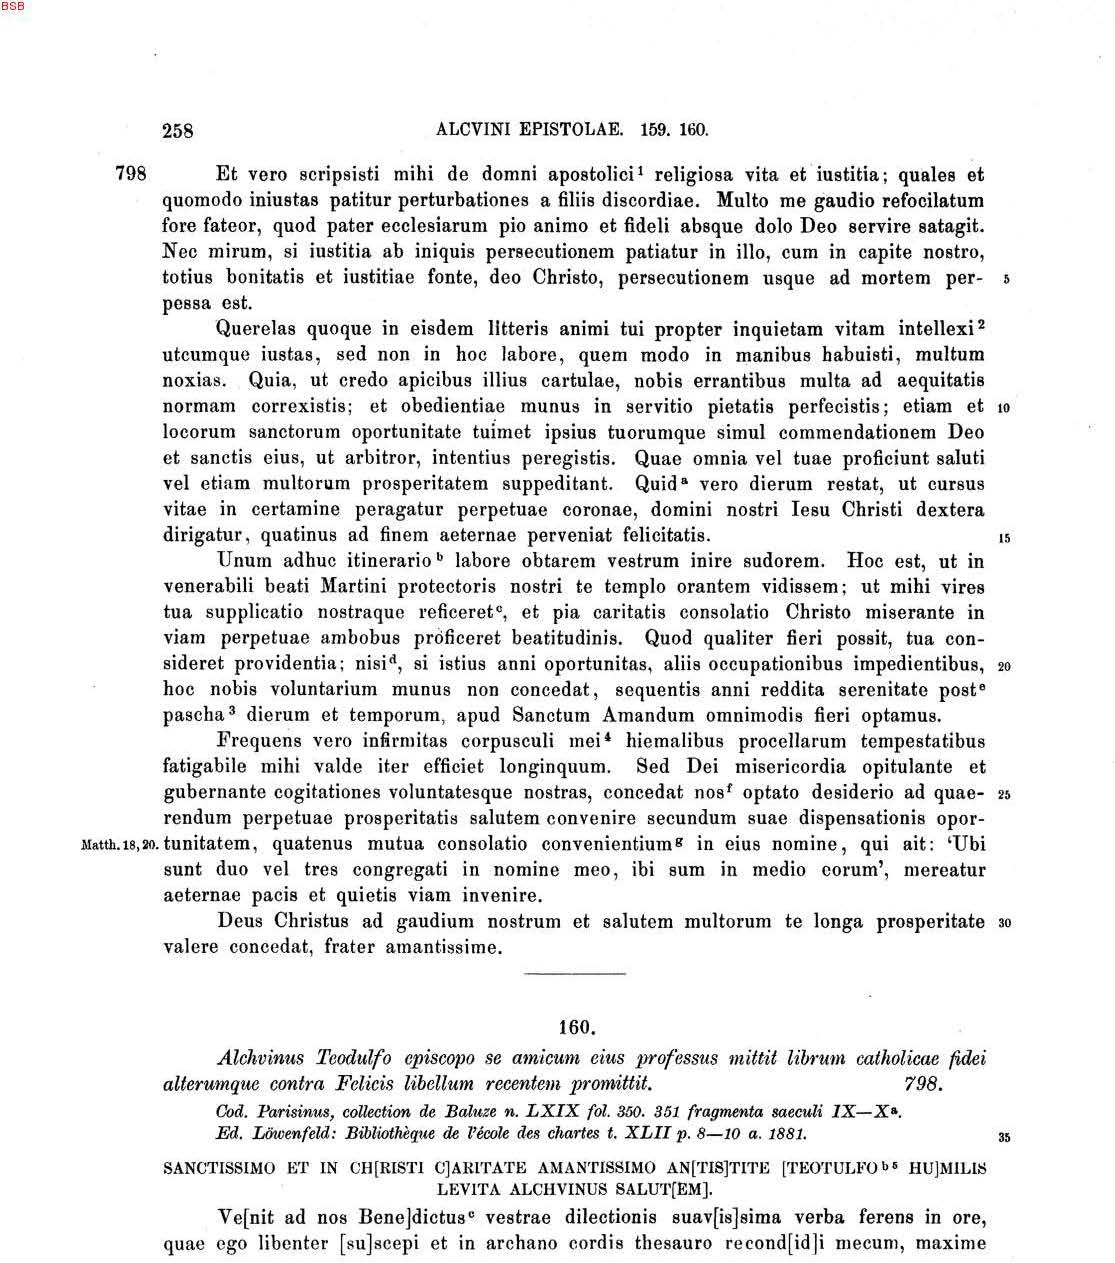 BSB
258 ALCVINI EPISTOLAE. 159. 160.
798 Et vero scripsisti mihi de domni apostolici¹ religiosa vita et iustitia; quales et
quomodo iniustas patitur perturbationes a filiis discordiae. Multo me gaudio refocilatum
fore fateor, quod pater ecclesiarum pio animo et fideli absque dolo Deo servire satagit.
Nec mirum, si iustitia ab iniquis persecutionem patiatur in illo, cum in capite nostro,
totius bonitatis et iustitiae fonte, deo Christo, persecutionem usque ad mortem per- 5
pessa est.
Querelas quoque in eisdem litteris animi tui propter inquietam vitam intellexi²
utcumque iustas, sed non in hoc labore, quem modo in manibus habuisti, multum
noxias. Quia, ut credo apicibus illius cartulae, nobis errantibus multa ad aequitatis
normam correxistis; et obedientiae munus in servitio pietatis perfecistis; etiam et 10
locorum sanctorum oportunitate tuimet ipsius tuorumque simul commendationem Deo
et sanctis eius, ut arbitror, intentius peregistis. Quae omnia vel tuae proficiunt saluti
vel etiam multorum prosperitatem suppeditant. Quidᵃ vero dierum restat, ut cursus
vitae in certamine peragatur perpetuae coronae, domini nostri Iesu Christi dextera
dirigatur, quatinus ad finem aeternae perveniat felicitatis. 15
Unum adhuc itinerarioᵇ labore obtarem vestrum inire sudorem. Hoc est, ut in
venerabili beati Martini protectoris nostri te templo orantem vidissem; ut mihi vires
tua supplicatio nostraque reficeretᶜ, et pia caritatis consolatio Christo miserante in
viam perpetuae ambobus proficeret beatitudinis. Quod qualiter fieri possit, tua con-
sideret providentia; nisiᵈ, si istius anni oportunitas, aliis occupationibus impedientibus, 20
hoc nobis voluntarium munus non concedat, sequentis anni reddita serenitate postᵉ
pascha³ dierum et temporum, apud Sanctum Amandum omnimodis fieri optamus.
Frequens vero infirmitas corpusculi mei⁴ hiemalibus procellarum tempestatibus
fatigabile mihi valde iter efficiet longinquum. Sed Dei misericordia opitulante et
gubernante cogitationes voluntatesque nostras, concedat nosᶠ optato desiderio ad quae- 25
rendum perpetuae prosperitatis salutem convenire secundum suae dispensationis opor-
Matth. 18, 20. tunitatem, quatenus mutua consolatio convenientiumᵍ in eius nomine, qui ait: ‘Ubi
sunt duo vel tres congregati in nomine meo, ibi sum in medio eorum’, mereatur
aeternae pacis et quietis viam invenire.
Deus Christus ad gaudium nostrum et salutem multorum te longa prosperitate 30
valere concedat, frater amantissime.
160.
Alchvinus Teodulfo episcopo se amicum eius professus mittit librum catholicae fidei
alterumque contra Felicis libellum recentem promittit. 798.
Cod. Parisinus, collection de Baluze n. LXIX fol. 350. 351 fragmenta saeculi IX—Xᵃ.
Ed. Löwenfeld: Bibliothèque de l’école des chartes t. XLII p. 8—10 a. 1881. 35
SANCTISSIMO ET IN CH[RISTI C]ARITATE AMANTISSIMO AN[TIS]TITE [TEOTULFOᵇ⁵ HU]MILIS
LEVITA ALCHVINUS SALUT[EM].
Ve[nit ad nos Bene]dictusᶜ vestrae dilectionis suav[is]sima verba ferens in ore,
quae ego libenter [su]scepi et in archano cordis thesauro recond[id]i mecum, maxime